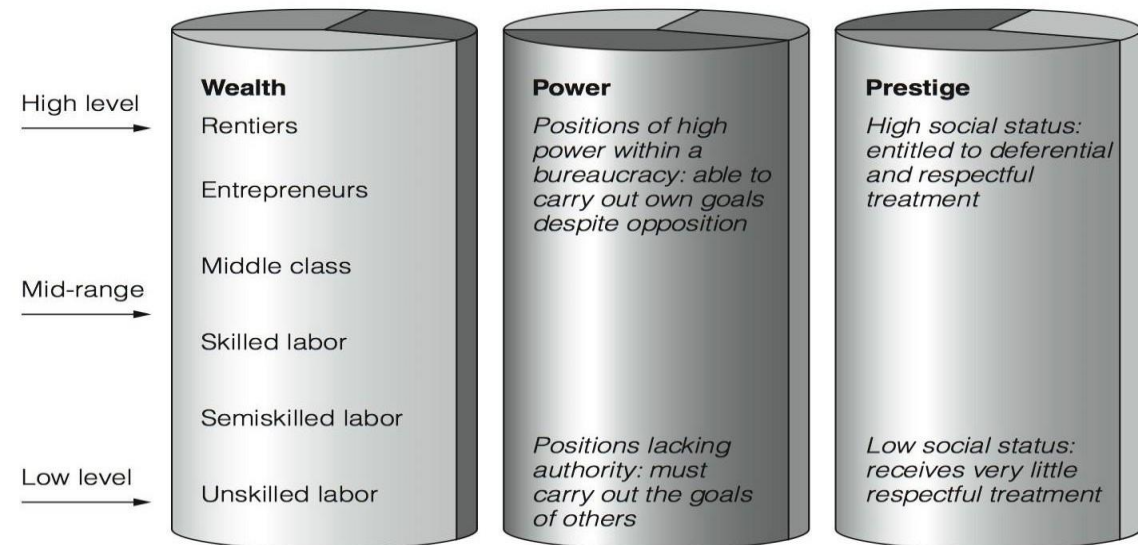 High level
Mid-range
Low level
Wealth
Rentiers
Entrepreneurs
Middle class
Skilled labor
Semiskilled labor
Unskilled labor
Power
Positions of high
power within a
bureaucracy: able to
carry out own goals
despite opposition
Positions lacking
authority: must
carry out the goals
of others
Prestige
High social status:
entitled to deferential
and respectful
treatment
Low social status:
receives very little
respectful treatment